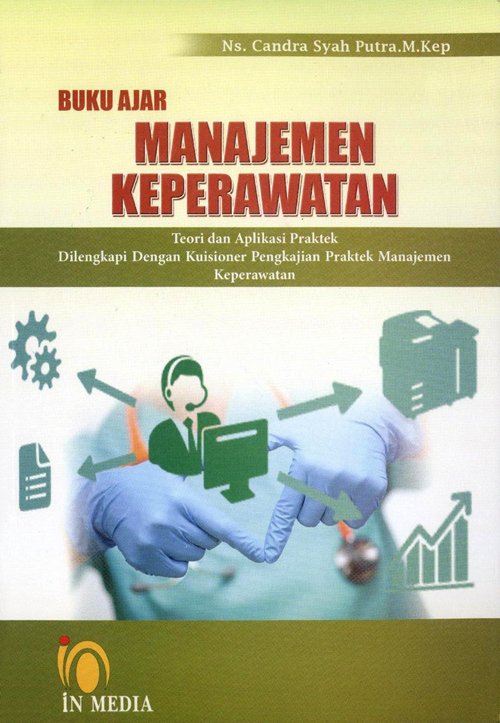 Ns. Candra Syah Putra.M.Kep
BUKU AJAR
MANAJEMEN
KEPERAWATAN
Teori dan Aplikasi Praktek
Dilengkapi Dengan Kuisioner Pengkajian Praktek Manajemen
Keperawatan
in
iN MEDIA